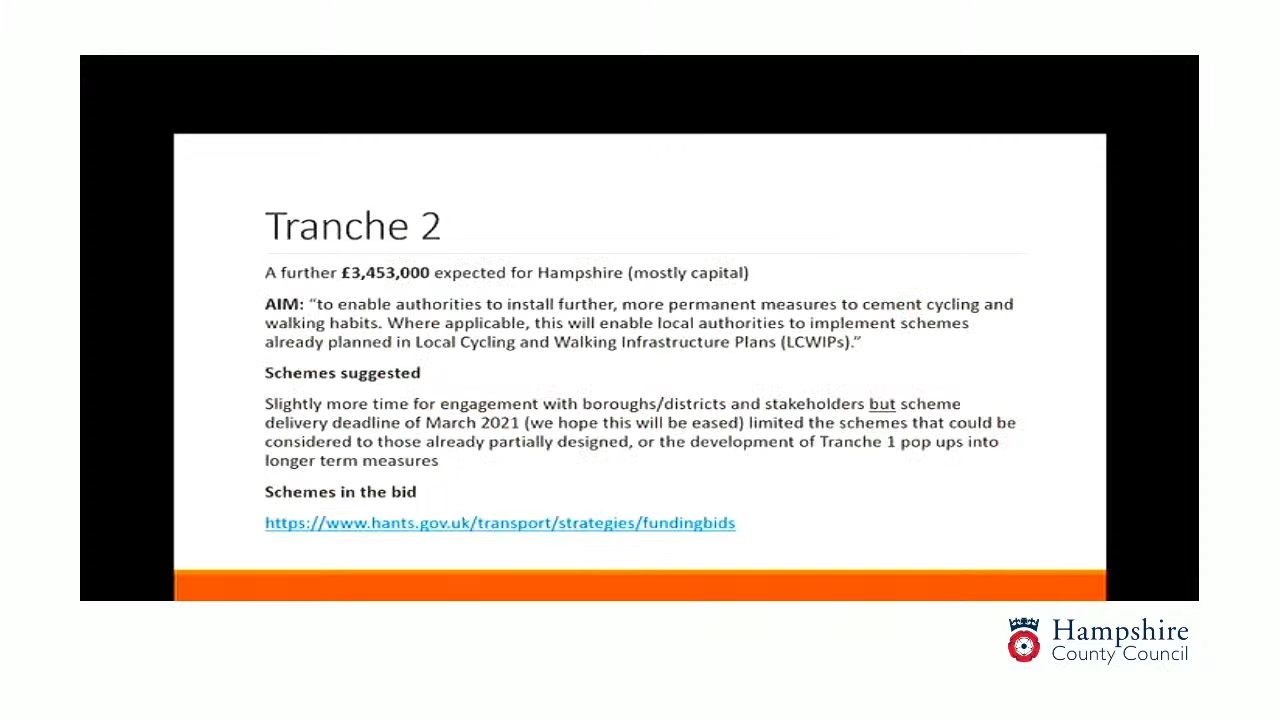 Tranche 2
A further £3,453,000 expected for Hampshire (mostly capital)
AIM: “to enable authorities to install further, more permanent measures to cement cycling and
walking habits. Where applicable, this will enable local authorities to implement schemes
already planned in Local Cycling and Walking Infrastructure Plans (LCWIPs).”
Schemes suggested
Slightly more time for engagement with boroughs/districts and stakeholders but scheme
delivery deadline of March 2021 (we hope this will be eased) limited the schemes that could be
considered to those already partially designed, or the development of Tranche 1 pop ups into
longer term measures
Schemes in the bid
https://www.hants.gov.uk/transport/strategies/fundingbids
Hampshire
County Council